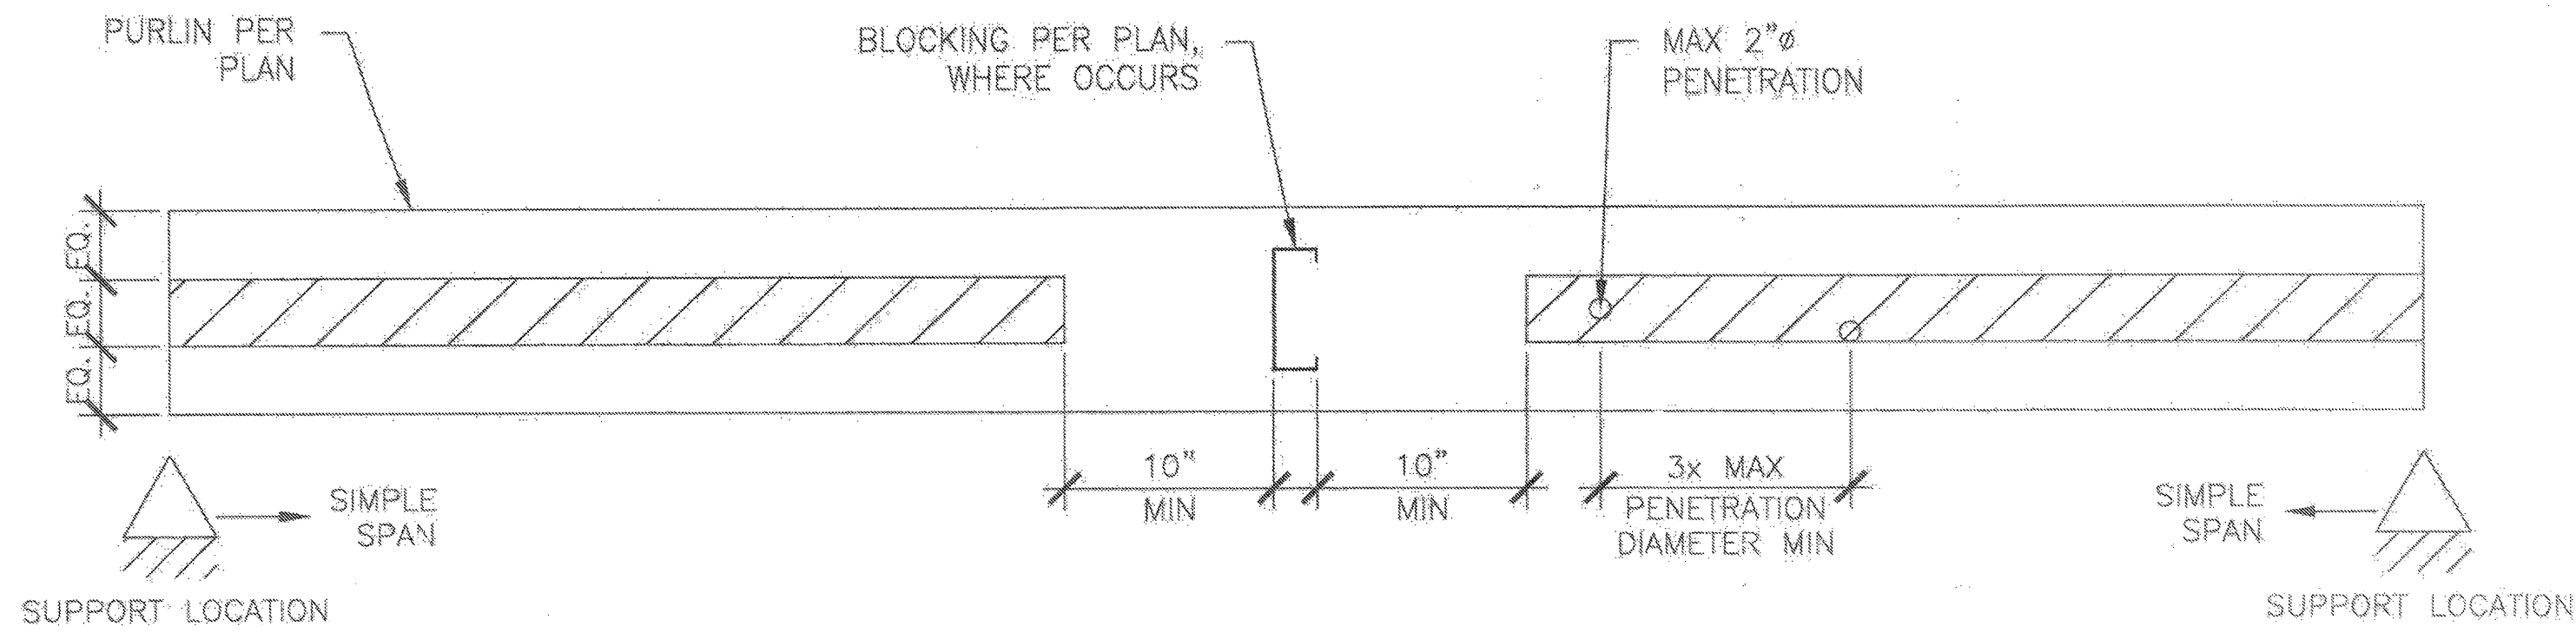 PURLIN PER
PLAN
BLOCKING PER PLAN,
WHERE OCCURS
MAX 2"ø
PENETRATION
EQ.
EQ.
EQ.
10"
MIN
10"
MIN
3x MAX
PENETRATION
DIAMETER MIN
SIMPLE
SPAN
SIMPLE
SPAN
SUPPORT LOCATION
SUPPORT LOCATION